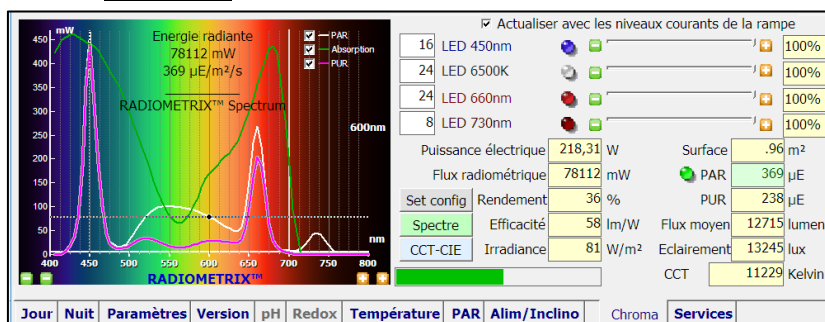 Actualiser avec les niveaux courants de la rampe
mW
450
400
350
300
250
200
150
100
50
0
Energie radiante
78112 mW
369 µE/m²/s
RADIOMETRIX™ Spectrum
PAR
Absorption
PUR
600nm
nm
400 450 500 550 600 650 700 750 800
RADIOMETRIX™
16 LED 450nm 100%
24 LED 6500K 100%
24 LED 660nm 100%
8 LED 730nm 100%
Puissance électrique 218,31 W Surface .96 m²
Flux radiométrique 78112 mW PAR 369 µE
Set config Rendement 36 % PUR 238 µE
Spectre Efficacité 58 lm/W Flux moyen 12715 lumen
CCT-CIE Irradiance 81 W/m² Eclairement 13245 lux
CCT 11229 Kelvin
Jour Nuit Paramètres Version pH Redox Température PAR Alim/Inclino Chroma Services